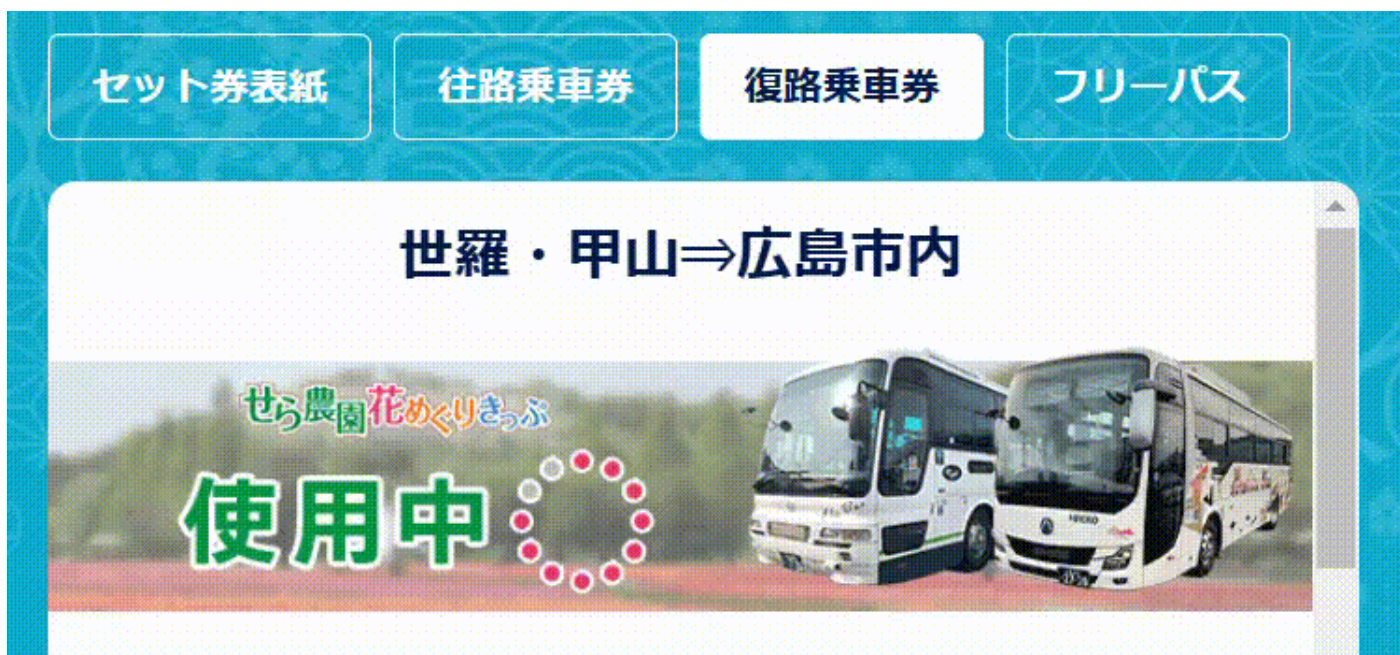 セット券表紙
往路乗車券
復路乗車券
フリーパス
世羅・甲山⇒広島市内
せら農園花めぐりきっぷ
使用中